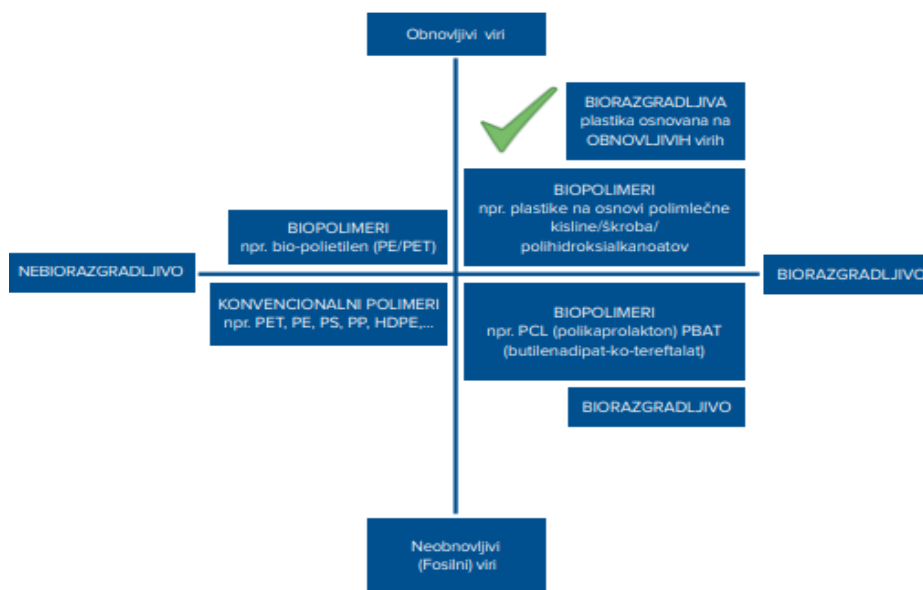 Obnovljivi viri
BIORAZGRADLJIVA
plastika osnovana na
OBNOVLJIVIH virih
BIOPOLIMERI
npr. bio-polietilen (PE/PET)
BIOPOLIMERI
npr. plastike na osnovi polimlečne
kisline/škroba/
polihidroksialkanoatov
NEBIORAZGRADLJIVO
BIORAZGRADLJIVO
KONVENCIONALNI POLIMERI
npr. PET, PE, PS, PP, HDPE,...
BIOPOLIMERI
npr. PCL (polikaprolakton) PBAT
(butilenadipat-ko-tereftalat)
BIORAZGRADLJIVO
Neobnovljivi
(Fosilni) viri